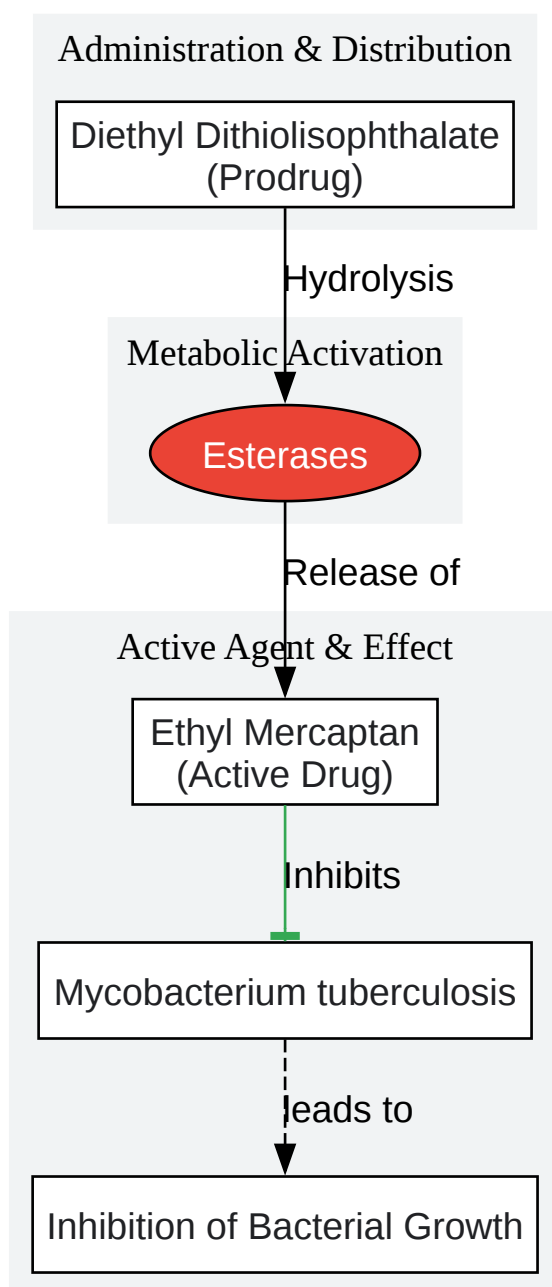 Administration & Distribution
Diethyl Dithiolisophthalate
(Prodrug)
Hydrolysis
Metabolic Activation
Esterases
Release of
Active Agent & Effect
Ethyl Mercaptan
(Active Drug)
Inhibits
Mycobacterium tuberculosis
leads to
Inhibition of Bacterial Growth